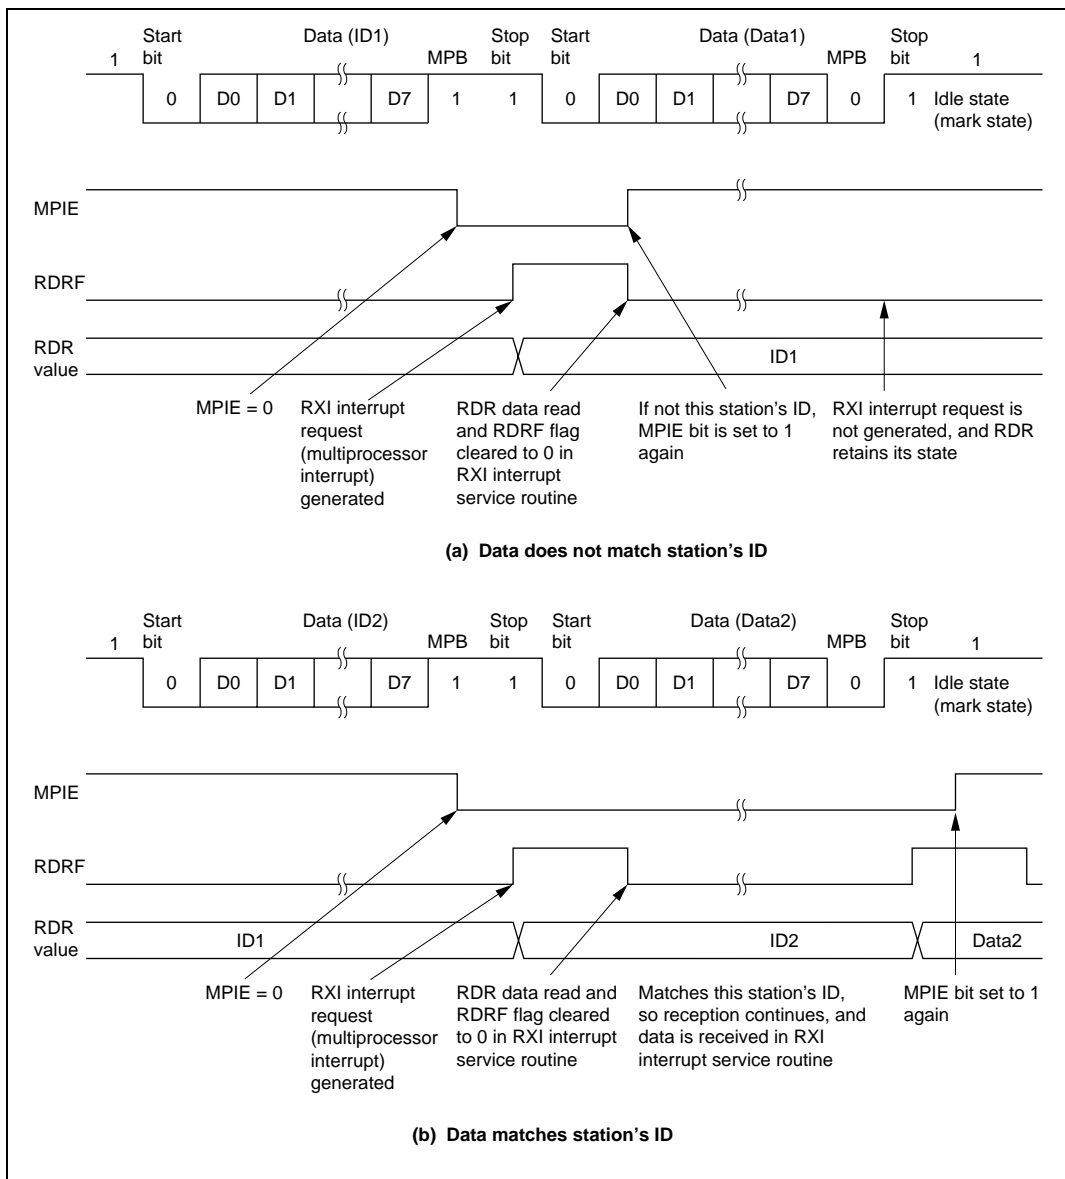 Start bit Data (ID1) Stop bit Start bit Data (Data1) Stop bit
1 MPB MPB 1
0 D0 D1 D7 1 1 0 D0 D1 D7 0 1 Idle state (mark state)
MPIE
RDRF
RDR value
ID1
MPIE = 0
RXI interrupt
request
(multiprocessor
interrupt)
generated
RDR data read
and RDRF flag
cleared to 0 in
RXI interrupt
service routine
If not this station's ID,
MPIE bit is set to 1
again
RXI interrupt request is
not generated, and RDR
retains its state
(a) Data does not match station's ID
Start bit Data (ID2) Stop bit Start bit Data (Data2) Stop bit
1 MPB MPB 1
0 D0 D1 D7 1 1 0 D0 D1 D7 0 1 Idle state (mark state)
MPIE
RDRF
RDR value
ID1 ID2 Data2
MPIE = 0
RXI interrupt
request
(multiprocessor
interrupt)
generated
RDR data read and
RDRF flag cleared
to 0 in RXI interrupt
service routine
Matches this station's ID,
so reception continues, and
data is received in RXI
interrupt service routine
MPIE bit set to 1
again
(b) Data matches station's ID